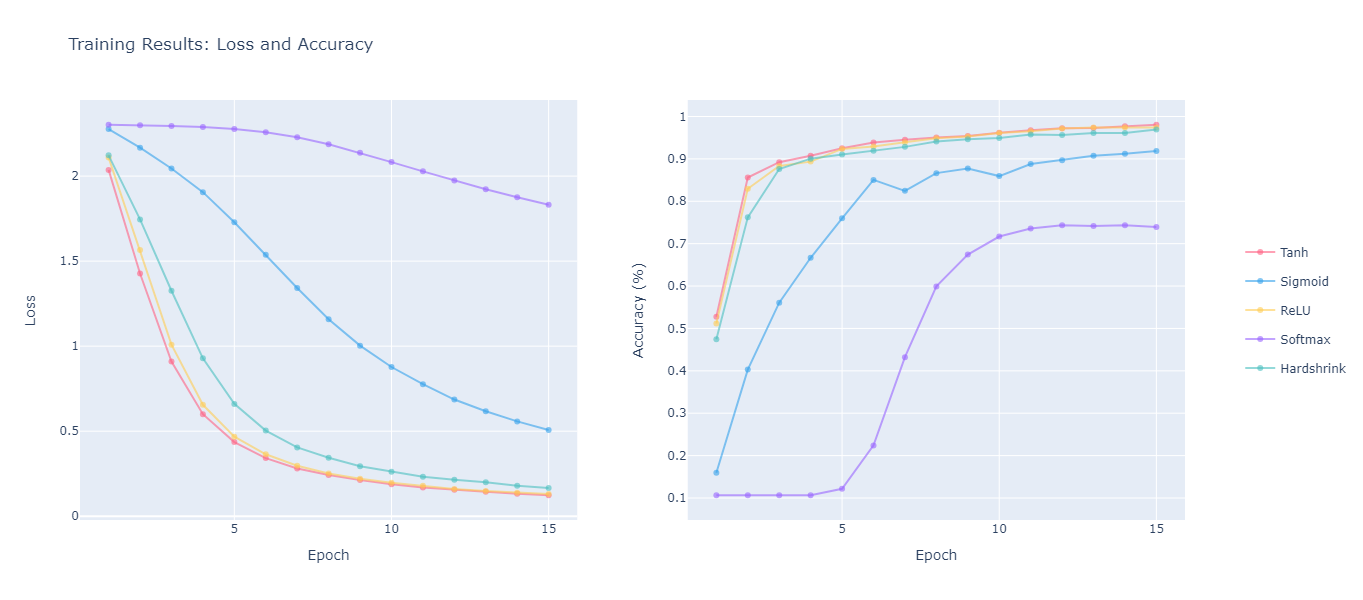 Training Results: Loss and Accuracy
Loss
2
1.5
1
0.5
0
5
10
15
Epoch
Accuracy (%)
1
0.9
0.8
0.7
0.6
0.5
0.4
0.3
0.2
0.1
5
10
15
Epoch
Tanh
Sigmoid
ReLU
Softmax
Hardshrink